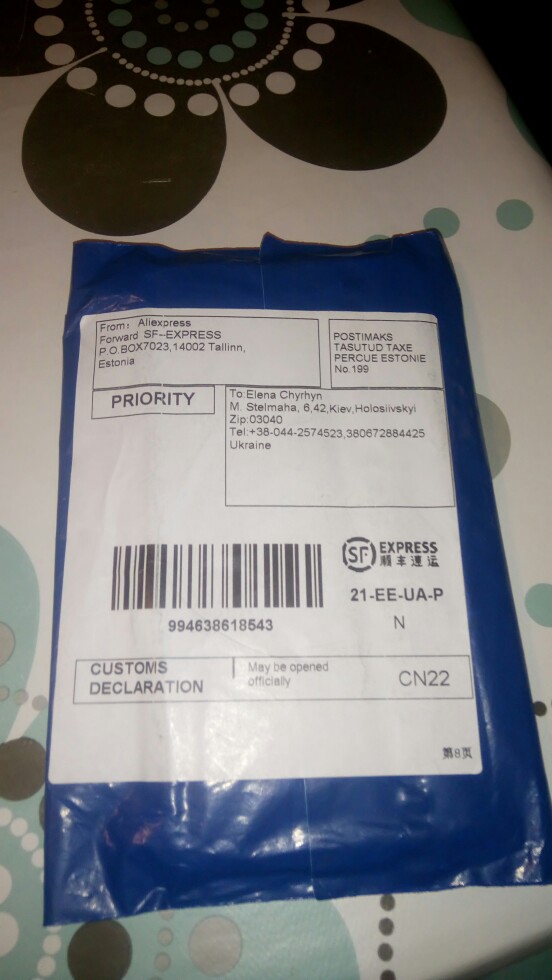 From: Aliexpress
Forward SF--EXPRESS
P.O.BOX7023,14002 Tallinn,
Estonia
POSTIMAKS
TASUTUD TAXE
PERCUE ESTONIE
No.199
PRIORITY
To:Elena Chyrhyn
M. Stelmaha, 6,42,Kiev,Holosiivskyi
Zip:03040
Tel:+38-044-2574523,380672884425
Ukraine
SF EXPRESS
顺丰速运
994638618543
21-EE-UA-P
N
CUSTOMS
DECLARATION
May be opened
officially
CN22
第8页